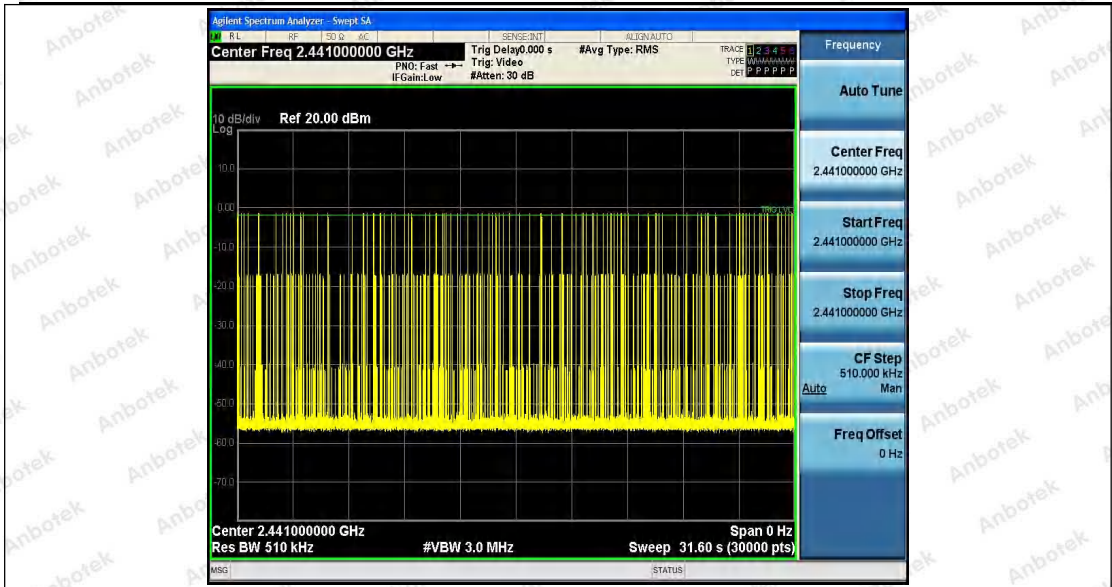 Agilent Spectrum Analyzer - Swept SA
RL RF 50 Ω AC SENSE:INT ALIGN AUTO
Center Freq 2.441000000 GHz
PNO: Fast
IFGain:Low
Trig Delay0.000 s
Trig: Video
#Atten: 30 dB
#Avg Type: RMS
TRACE 1 2 3 4 5 6
TYPE
DET P P P P P P
10 dB/div
Log
Ref 20.00 dBm
10.0
0.00
TRIG LVL
-10.0
-20.0
-30.0
-40.0
-50.0
-60.0
-70.0
Center 2.441000000 GHz
Span 0 Hz
Res BW 510 kHz
#VBW 3.0 MHz
Sweep 31.60 s (30000 pts)
MSG
STATUS
Frequency
Auto Tune
Center Freq
2.441000000 GHz
Start Freq
2.441000000 GHz
Stop Freq
2.441000000 GHz
CF Step
510.000 kHz
Auto Man
Freq Offset
0 Hz
Anbotek